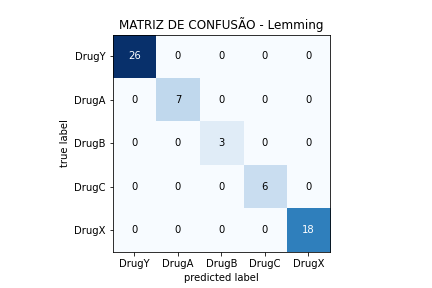 MATRIZ DE CONFUSÃO - Lemming
true label
DrugY 26 0 0 0 0
DrugA 0 7 0 0 0
DrugB 0 0 3 0 0
DrugC 0 0 0 6 0
DrugX 0 0 0 0 18
DrugY DrugA DrugB DrugC DrugX
predicted label